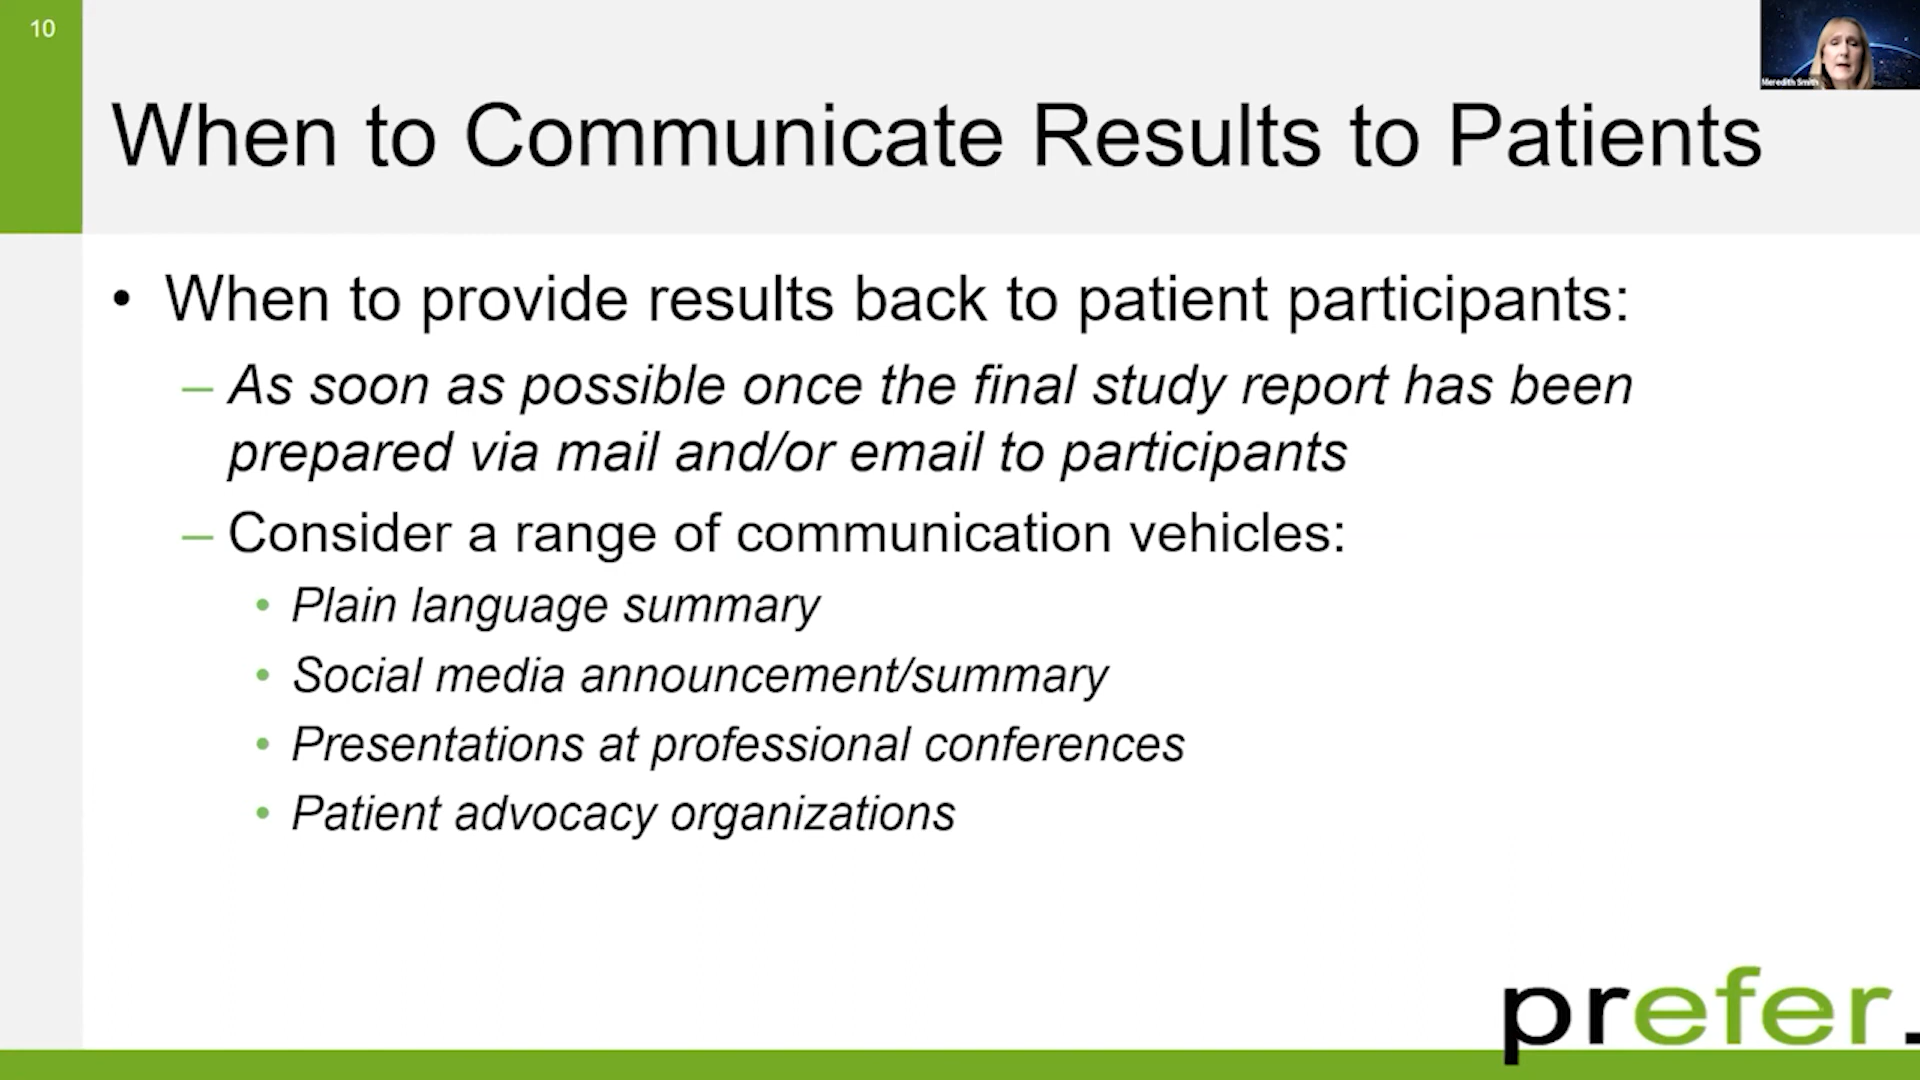 10
Meredith Smith
When to Communicate Results to Patients
• When to provide results back to patient participants:
– As soon as possible once the final study report has been
prepared via mail and/or email to participants
– Consider a range of communication vehicles:
• Plain language summary
• Social media announcement/summary
• Presentations at professional conferences
• Patient advocacy organizations
prefer.